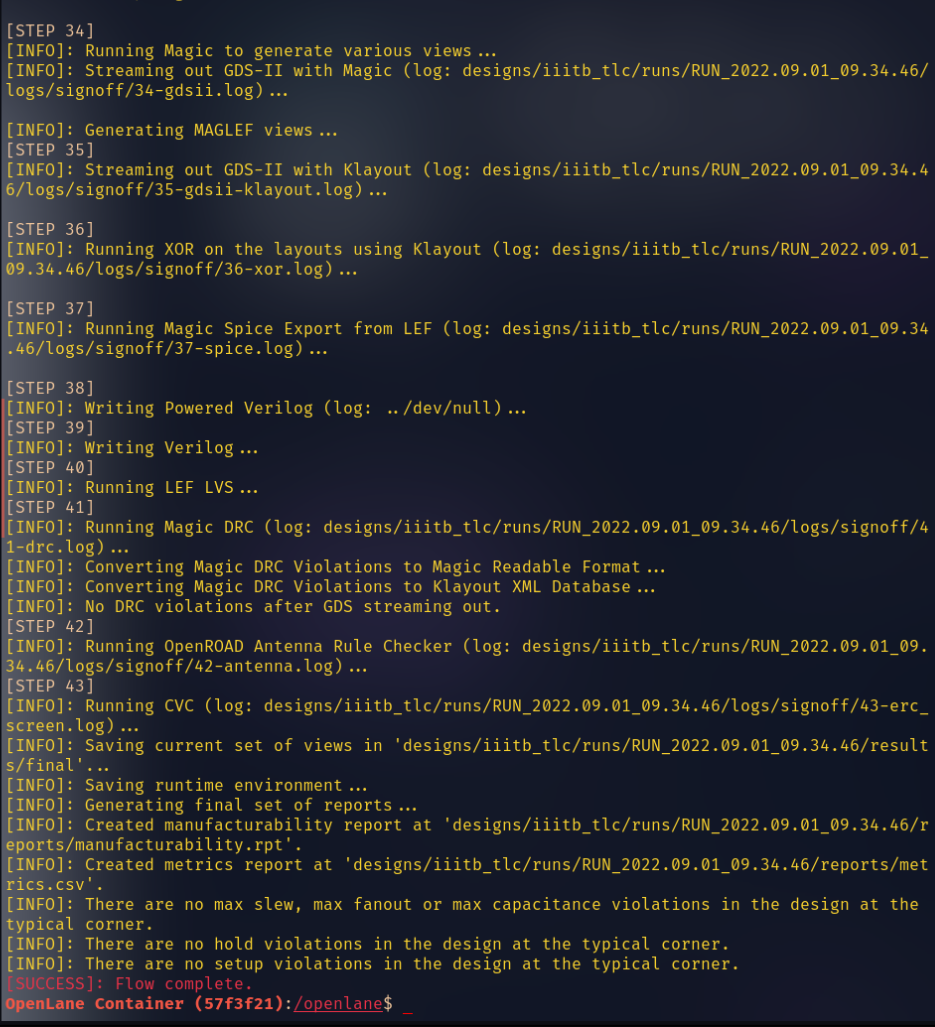 [STEP 34]
[INFO]: Running Magic to generate various views...
[INFO]: Streaming out GDS-II with Magic (log: designs/iiitb_tlc/runs/RUN_2022.09.01_09.34.46/
logs/signoff/34-gdsii.log)...
[INFO]: Generating MAGLEF views...
[STEP 35]
[INFO]: Streaming out GDS-II with Klayout (log: designs/iiitb_tlc/runs/RUN_2022.09.01_09.34.4
6/logs/signoff/35-gdsii-klayout.log)...
[STEP 36]
[INFO]: Running XOR on the layouts using Klayout (log: designs/iiitb_tlc/runs/RUN_2022.09.01_
09.34.46/logs/signoff/36-xor.log)...
[STEP 37]
[INFO]: Running Magic Spice Export from LEF (log: designs/iiitb_tlc/runs/RUN_2022.09.01_09.34
.46/logs/signoff/37-spice.log)...
[STEP 38]
[INFO]: Writing Powered Verilog (log: ../dev/null)...
[STEP 39]
[INFO]: Writing Verilog...
[STEP 40]
[INFO]: Running LEF LVS...
[STEP 41]
[INFO]: Running Magic DRC (log: designs/iiitb_tlc/runs/RUN_2022.09.01_09.34.46/logs/signoff/4
1-drc.log)...
[INFO]: Converting Magic DRC Violations to Magic Readable Format...
[INFO]: Converting Magic DRC Violations to Klayout XML Database...
[INFO]: No DRC violations after GDS streaming out.
[STEP 42]
[INFO]: Running OpenROAD Antenna Rule Checker (log: designs/iiitb_tlc/runs/RUN_2022.09.01_09.
34.46/logs/signoff/42-antenna.log)...
[STEP 43]
[INFO]: Running CVC (log: designs/iiitb_tlc/runs/RUN_2022.09.01_09.34.46/logs/signoff/43-erc_
screen.log)...
[INFO]: Saving current set of views in 'designs/iiitb_tlc/runs/RUN_2022.09.01_09.34.46/result
s/final'...
[INFO]: Saving runtime environment...
[INFO]: Generating final set of reports...
[INFO]: Created manufacturability report at 'designs/iiitb_tlc/runs/RUN_2022.09.01_09.34.46/r
eports/manufacturability.rpt'.
[INFO]: Created metrics report at 'designs/iiitb_tlc/runs/RUN_2022.09.01_09.34.46/reports/met
rics.csv'.
[INFO]: There are no max slew, max fanout or max capacitance violations in the design at the
typical corner.
[INFO]: There are no hold violations in the design at the typical corner.
[INFO]: There are no setup violations in the design at the typical corner.
[SUCCESS]: Flow complete.
OpenLane Container (57f3f21):/openlane$ _